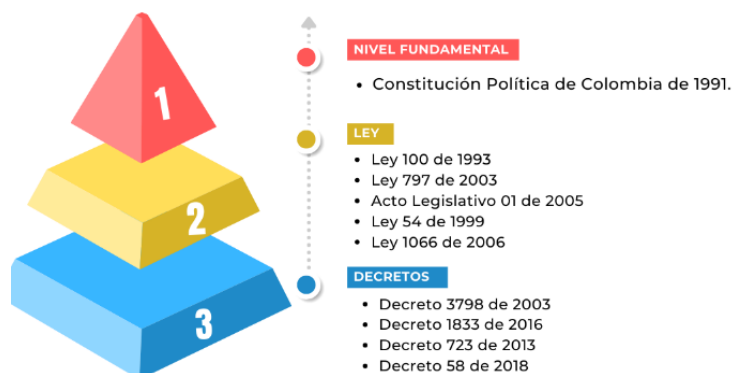 1
NIVEL FUNDAMENTAL
• Constitución Política de Colombia de 1991.
2
LEY
• Ley 100 de 1993
• Ley 797 de 2003
• Acto Legislativo 01 de 2005
• Ley 54 de 1999
• Ley 1066 de 2006
3
DECRETOS
• Decreto 3798 de 2003
• Decreto 1833 de 2016
• Decreto 723 de 2013
• Decreto 58 de 2018